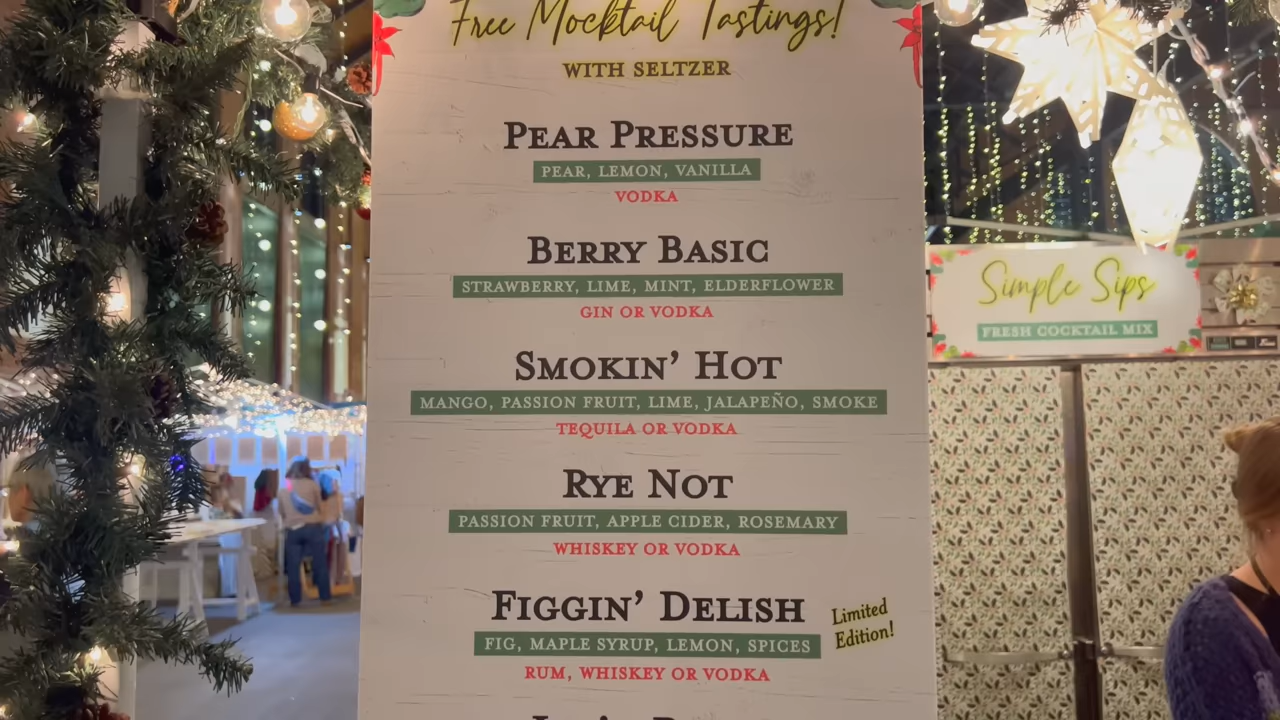 Free Mocktail Tastings!
WITH SELTZER
PEAR PRESSURE
PEAR, LEMON, VANILLA
VODKA
BERRY BASIC
STRAWBERRY, LIME, MINT, ELDERFLOWER
GIN OR VODKA
SMOKIN' HOT
MANGO, PASSION FRUIT, LIME, JALAPEÑO, SMOKE
TEQUILA OR VODKA
RYE NOT
PASSION FRUIT, APPLE CIDER, ROSEMARY
WHISKEY OR VODKA
FIGGIN' DELISH
Limited
Edition!
FIG, MAPLE SYRUP, LEMON, SPICES
RUM, WHISKEY OR VODKA
Simple Sips
FRESH COCKTAIL MIX